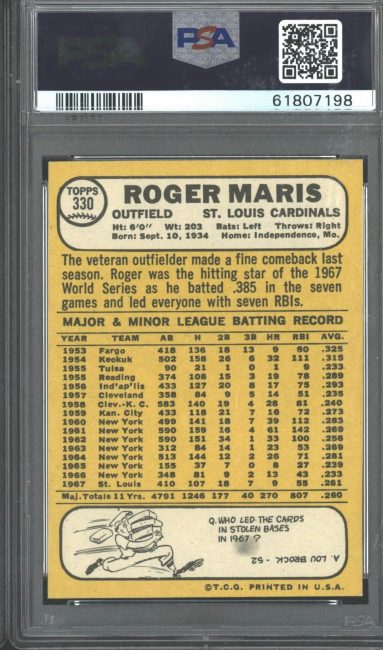 PSA
61807198
TOPPS
330
ROGER MARIS
OUTFIELD ST. LOUIS CARDINALS
Ht: 6'0" Wt: 203 Bats: Left Throws: Right
Born: Sept. 10, 1934 Home: Independence, Mo.
The veteran outfielder made a fine comeback last
season. Roger was the hitting star of the 1967
World Series as he batted .385 in the seven
games and led everyone with seven RBIs.
MAJOR & MINOR LEAGUE BATTING RECORD
YEAR TEAM AB H 2B 3B HR RBI AVG.
1953 Fargo 418 136 18 13 9 80 .325
1954 Keokuk 502 158 26 6 32 111 .315
1955 Tulsa 90 21 1 0 1 9 .233
1955 Reading 374 108 15 3 19 78 .289
1956 Ind'ap'lis 433 127 20 8 17 75 .293
1957 Cleveland 358 84 9 5 14 51 .235
1958 Clev.-K. C. 583 140 19 4 28 81 .240
1959 Kan. City 433 118 21 7 16 72 .273
1960 New York 499 141 18 7 39 112 .283
1961 New York 590 159 16 4 61 142 .269
1962 New York 590 151 34 1 33 100 .256
1963 New York 312 84 14 1 23 53 .269
1964 New York 513 144 12 2 26 71 .281
1965 New York 155 37 7 0 8 27 .239
1966 New York 348 81 9 2 13 43 .233
1967 St. Louis 410 107 18 7 9 55 .261
Maj. Totals 11 Yrs. 4791 1246 177 40 270 807 .260
Q. WHO LED THE CARDS
IN STOLEN BASES
IN 1967?
A. LOU BROCK - 52
©T.C.G. PRINTED IN U.S.A.
PSA